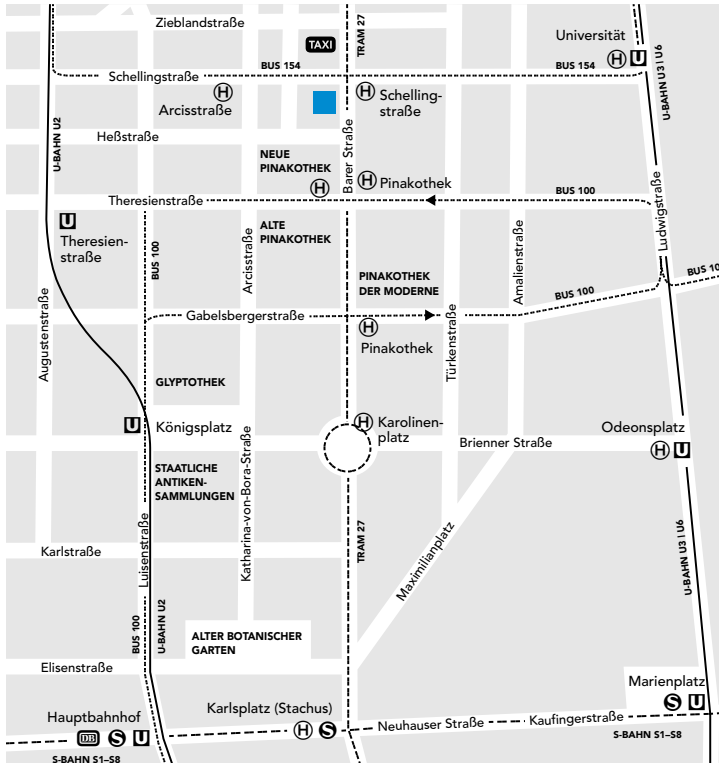 Zieblandstraße
TAXI
TRAM 27
Universität
H U
BUS 154
BUS 154
Schellingstraße
H
Arcisstraße
H Schelling-
straße
U-BAHN U3 I U6
U-BAHN U2
Heßstraße
Barer Straße
NEUE
PINAKOTHEK
H
H Pinakothek
Theresienstraße
BUS 100
Ludwigstraße
U
Theresien-
straße
BUS 100
Arcisstraße
ALTE
PINAKOTHEK
Amalienstraße
PINAKOTHEK
DER MODERNE
BUS 100
BUS 10
Augustenstraße
Gabelsbergerstraße
H
Pinakothek
Türkenstraße
GLYPTOTHEK
U Königsplatz
H Karolinen-
platz
Brienner Straße
Odeonsplatz
H U
Katharina-von-Bora-Straße
STAATLICHE
ANTIKEN-
SAMMLUNGEN
Karlstraße
Luisenstraße
TRAM 27
Maximilianplatz
U-BAHN U3 I U6
BUS 100
U-BAHN U2
ALTER BOTANISCHER
GARTEN
Elisenstraße
Marienplatz
S U
Hauptbahnhof
DB S U
Karlsplatz (Stachus)
H S
Neuhauser Straße
Kaufingerstraße
S-BAHN S1–S8
S-BAHN S1–S8